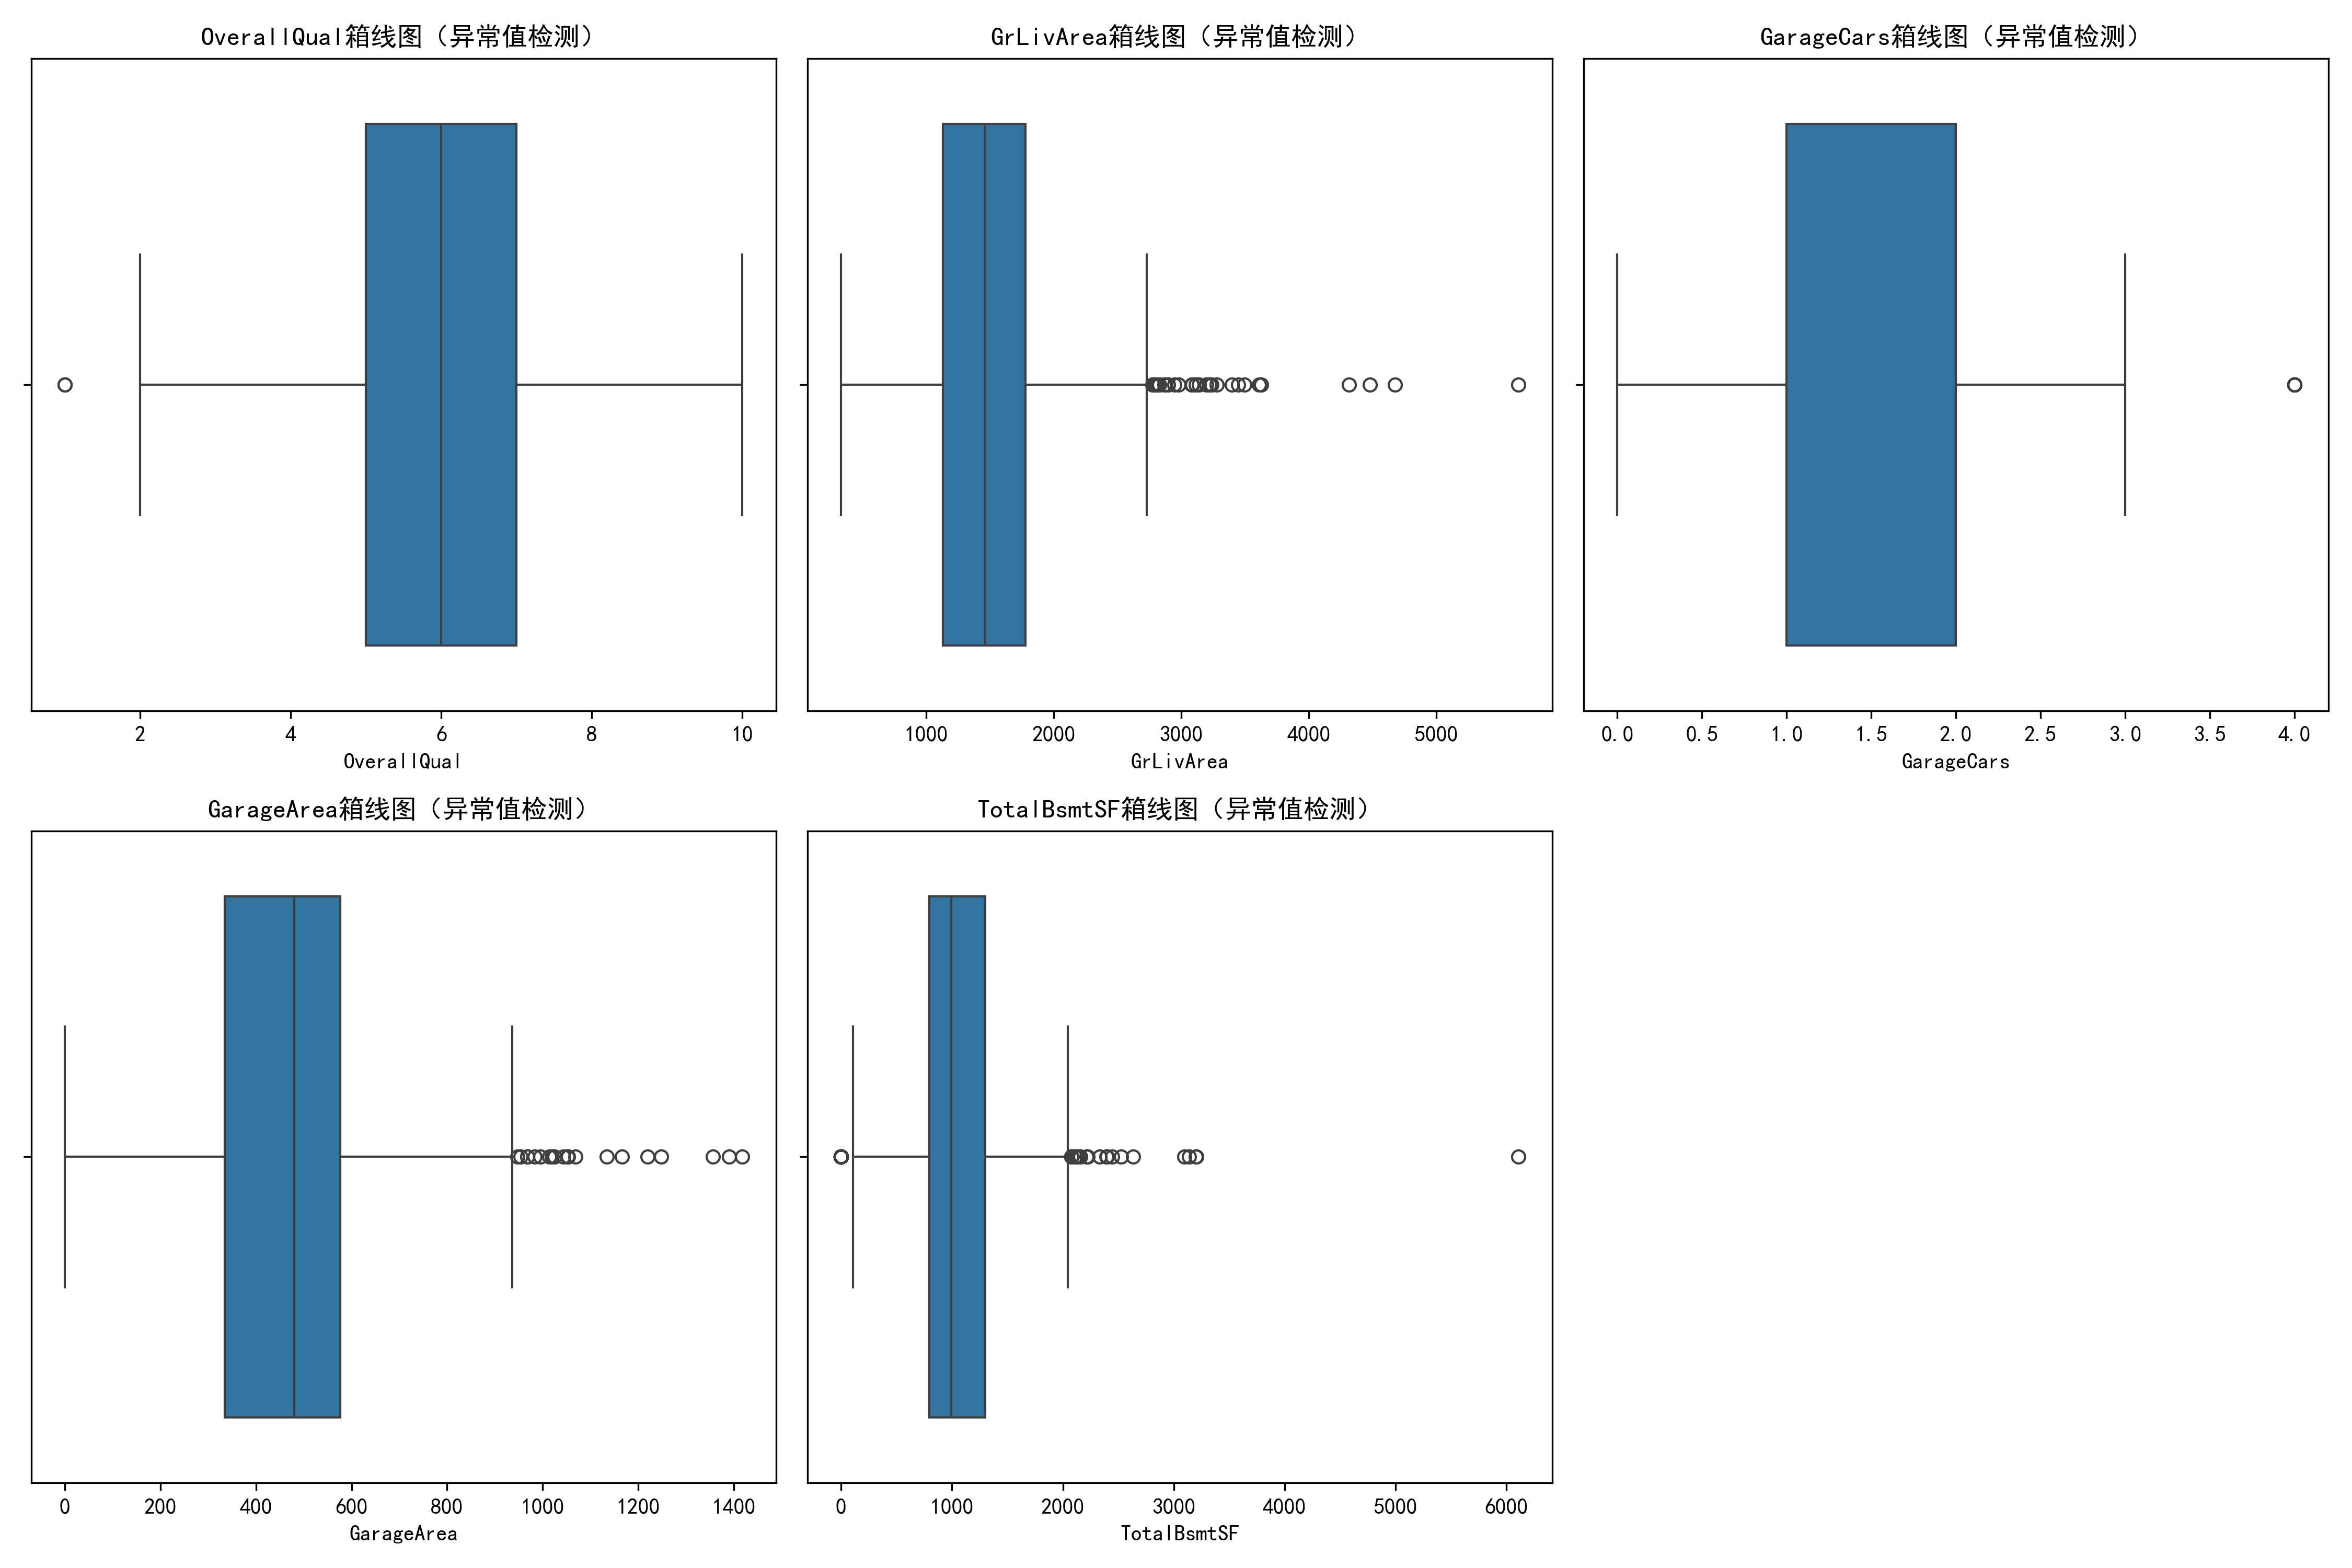 OverallQual箱线图（异常值检测）
2 4 6 8 10
OverallQual
GrLivArea箱线图（异常值检测）
1000 2000 3000 4000 5000
GrLivArea
GarageCars箱线图（异常值检测）
0.0 0.5 1.0 1.5 2.0 2.5 3.0 3.5 4.0
GarageCars
GarageArea箱线图（异常值检测）
0 200 400 600 800 1000 1200 1400
GarageArea
TotalBsmtSF箱线图（异常值检测）
0 1000 2000 3000 4000 5000 6000
TotalBsmtSF